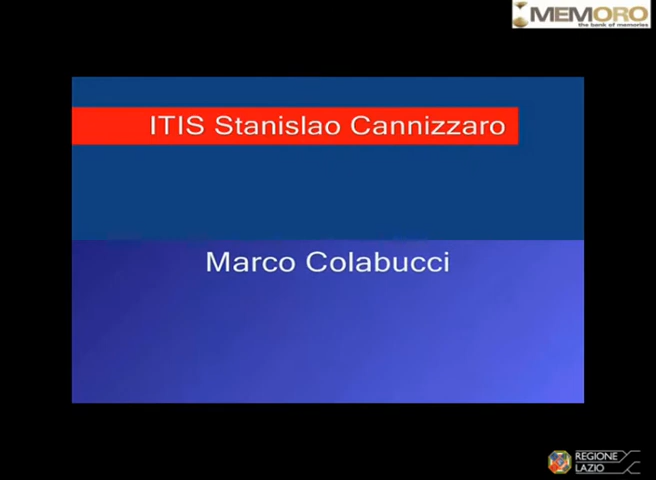 MEMORO
the bank of memories
ITIS Stanislao Cannizzaro
Marco Colabucci
REGIONE
LAZIO